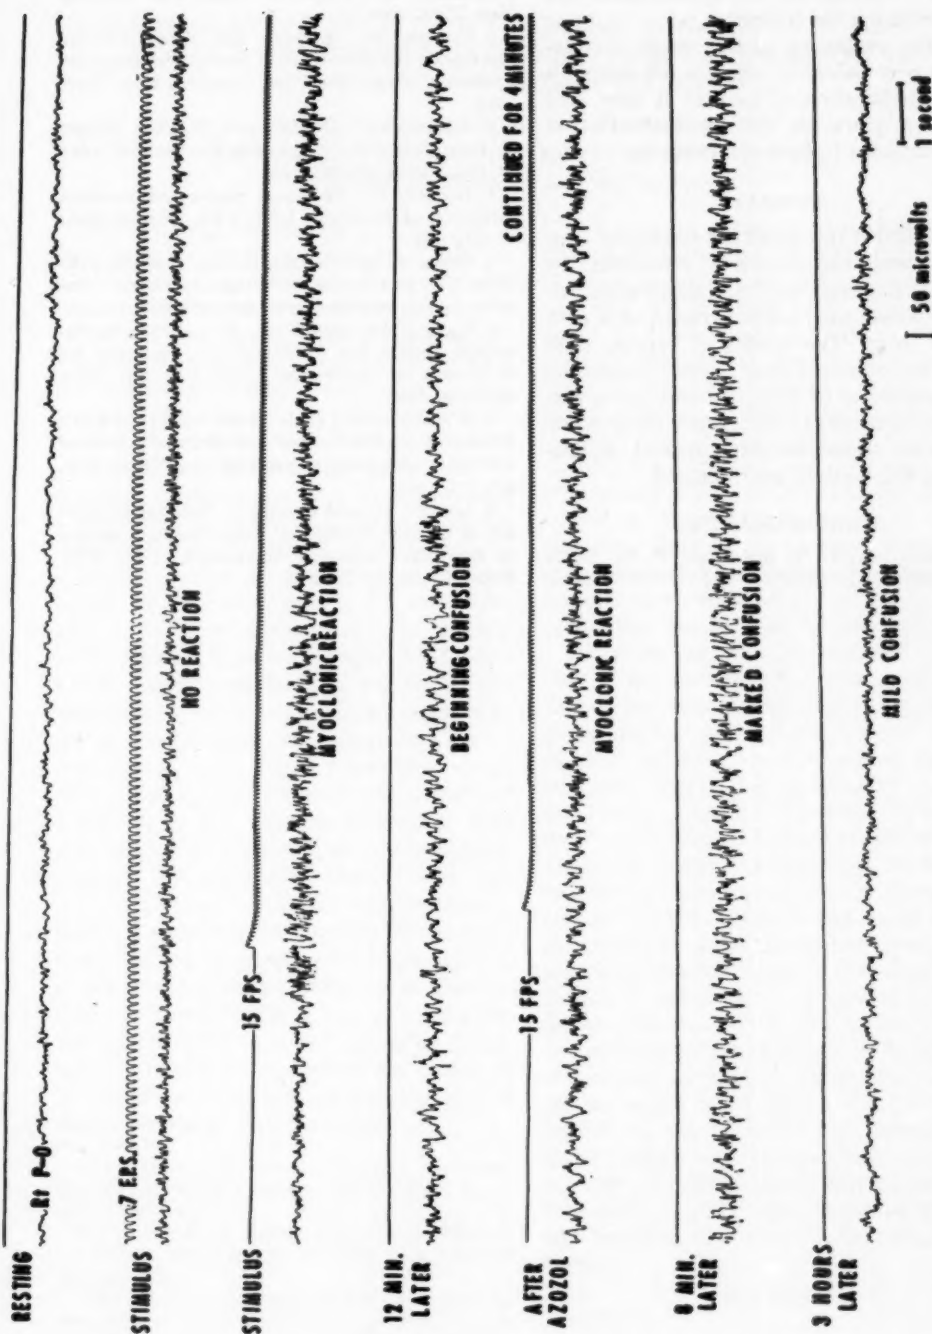 RESTING
Rt P-O
STIMULUS
7 F.P.S.
NO REACTION
STIMULUS
15 FPS
MYOCLONIC REACTION
12 MIN.
LATER
BEGINNING CONFUSION
AFTER
AZOZOL
15 FPS
CONTINUED FOR 4 MINUTES
MYOCLONIC REACTION
8 MIN.
LATER
MARKED CONFUSION
3 HOURS
LATER
MILD CONFUSION
50 microvolts
1 second